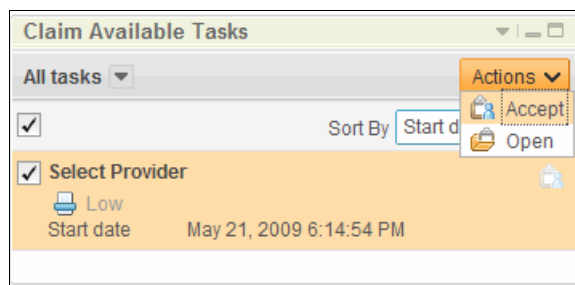 Claim Available Tasks
All tasks
Actions
Accept
Sort By Start d
Open
Select Provider
Low
Start date May 21, 2009 6:14:54 PM